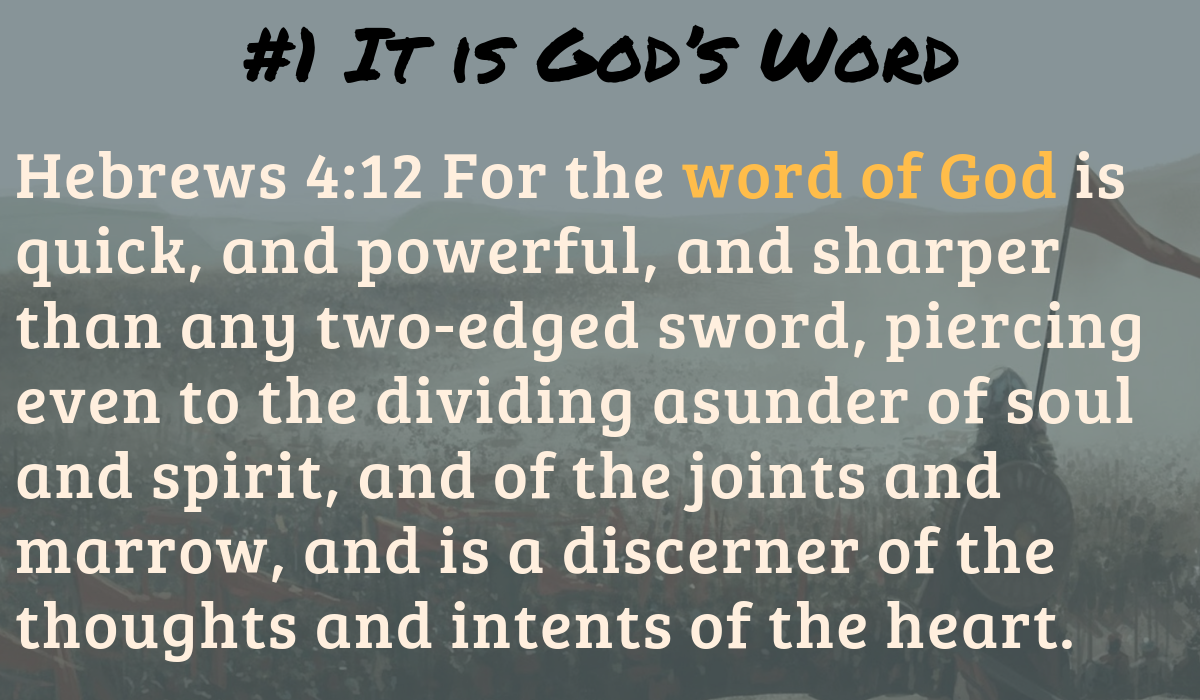 #1 It is God's Word
Hebrews 4:12 For the word of God is
quick, and powerful, and sharper
than any two-edged sword, piercing
even to the dividing asunder of soul
and spirit, and of the joints and
marrow, and is a discerner of the
thoughts and intents of the heart.